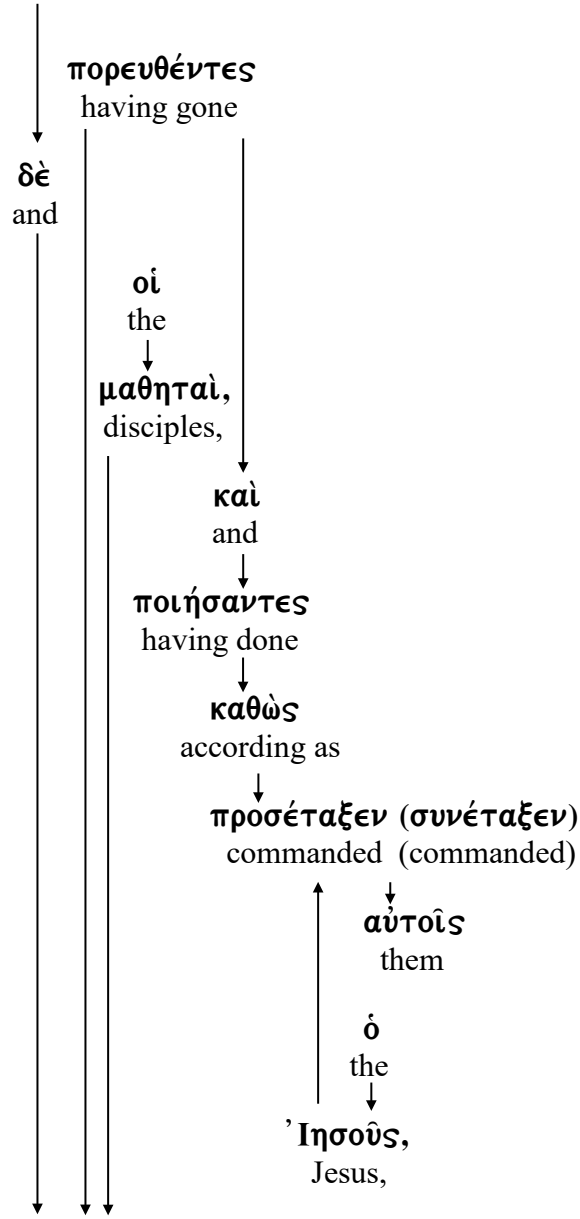 πορευθέντες
having gone
δὲ
and
οἱ
the
μαθηταὶ,
disciples,
καὶ
and
ποιήσαντες
having done
καθὼς
according as
προσέταξεν (συνέταξεν)
commanded (commanded)
αὐτοῖς
them
ὁ
the
᾿Ιησοῦς,
Jesus,